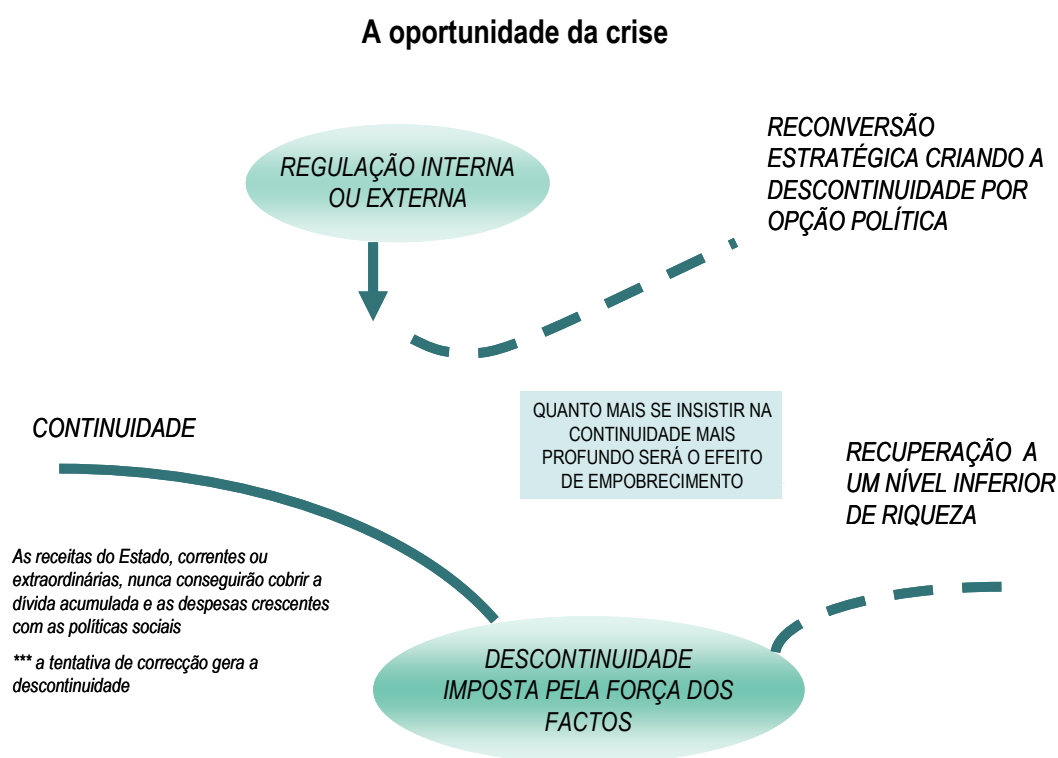 A oportunidade da crise
REGULAÇÃO INTERNA
OU EXTERNA
RECONVERSÃO
ESTRATÉGICA CRIANDO A
DESCONTINUIDADE POR
OPÇÃO POLÍTICA
CONTINUIDADE
QUANTO MAIS SE INSISTIR NA
CONTINUIDADE MAIS
PROFUNDO SERÁ O EFEITO
DE EMPOBRECIMENTO
RECUPERAÇÃO A
UM NÍVEL INFERIOR
DE RIQUEZA
As receitas do Estado, correntes ou
extraordinárias, nunca conseguirão cobrir a
dívida acumulada e as despesas crescentes
com as políticas sociais
*** a tentativa de correcção gera a
descontinuidade
DESCONTINUIDADE
IMPOSTA PELA FORÇA DOS
FACTOS